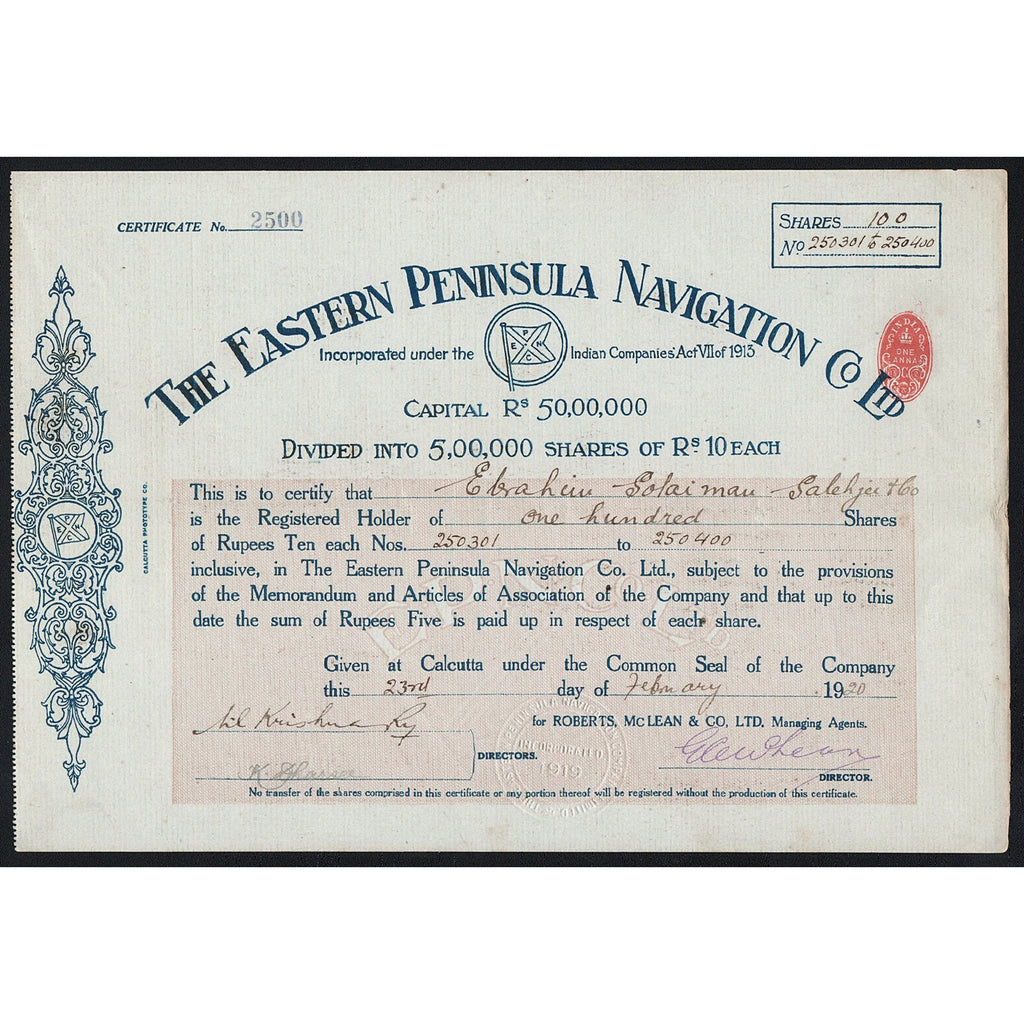 CERTIFICATE No. 2500
SHARES 100
No 250301 to 250400
THE EASTERN PENINSULA NAVIGATION CO LTD
INDIA
ONE
ANNA
Incorporated under the Indian Companies' Act VII of 1913
P
E N
C
CAPITAL Rs 50,00,000
DIVIDED INTO 5,00,000 SHARES OF Rs 10 EACH
This is to certify that Ebrahim Solaiman Salehjee & Co
is the Registered Holder of one hundred Shares
of Rupees Ten each Nos. 250301 to 250400
inclusive, in The Eastern Peninsula Navigation Co. Ltd., subject to the provisions
of the Memorandum and Articles of Association of the Company and that up to this
date the sum of Rupees Five is paid up in respect of each share.
E.P.N. Co Ltd
Given at Calcutta under the Common Seal of the Company
this 23rd day of February 1920
for ROBERTS, MCLEAN & CO, LTD. Managing Agents.
DIRECTORS.
INCORPORATED
1919
DIRECTOR.
No transfer of the shares comprised in this certificate or any portion thereof will be registered without the production of this certificate.
P
E N
C
CALCUTTA PHOTOTYPE CO.